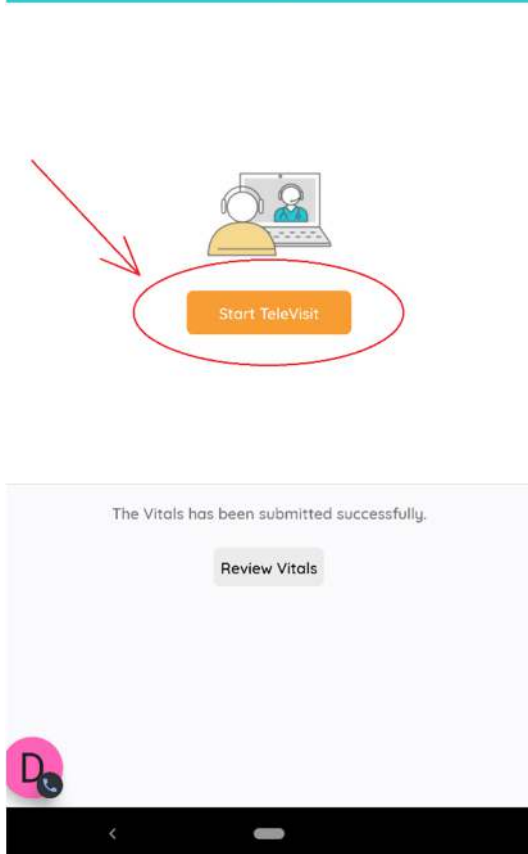 Start TeleVisit
The Vitals has been submitted successfully.
Review Vitals
D